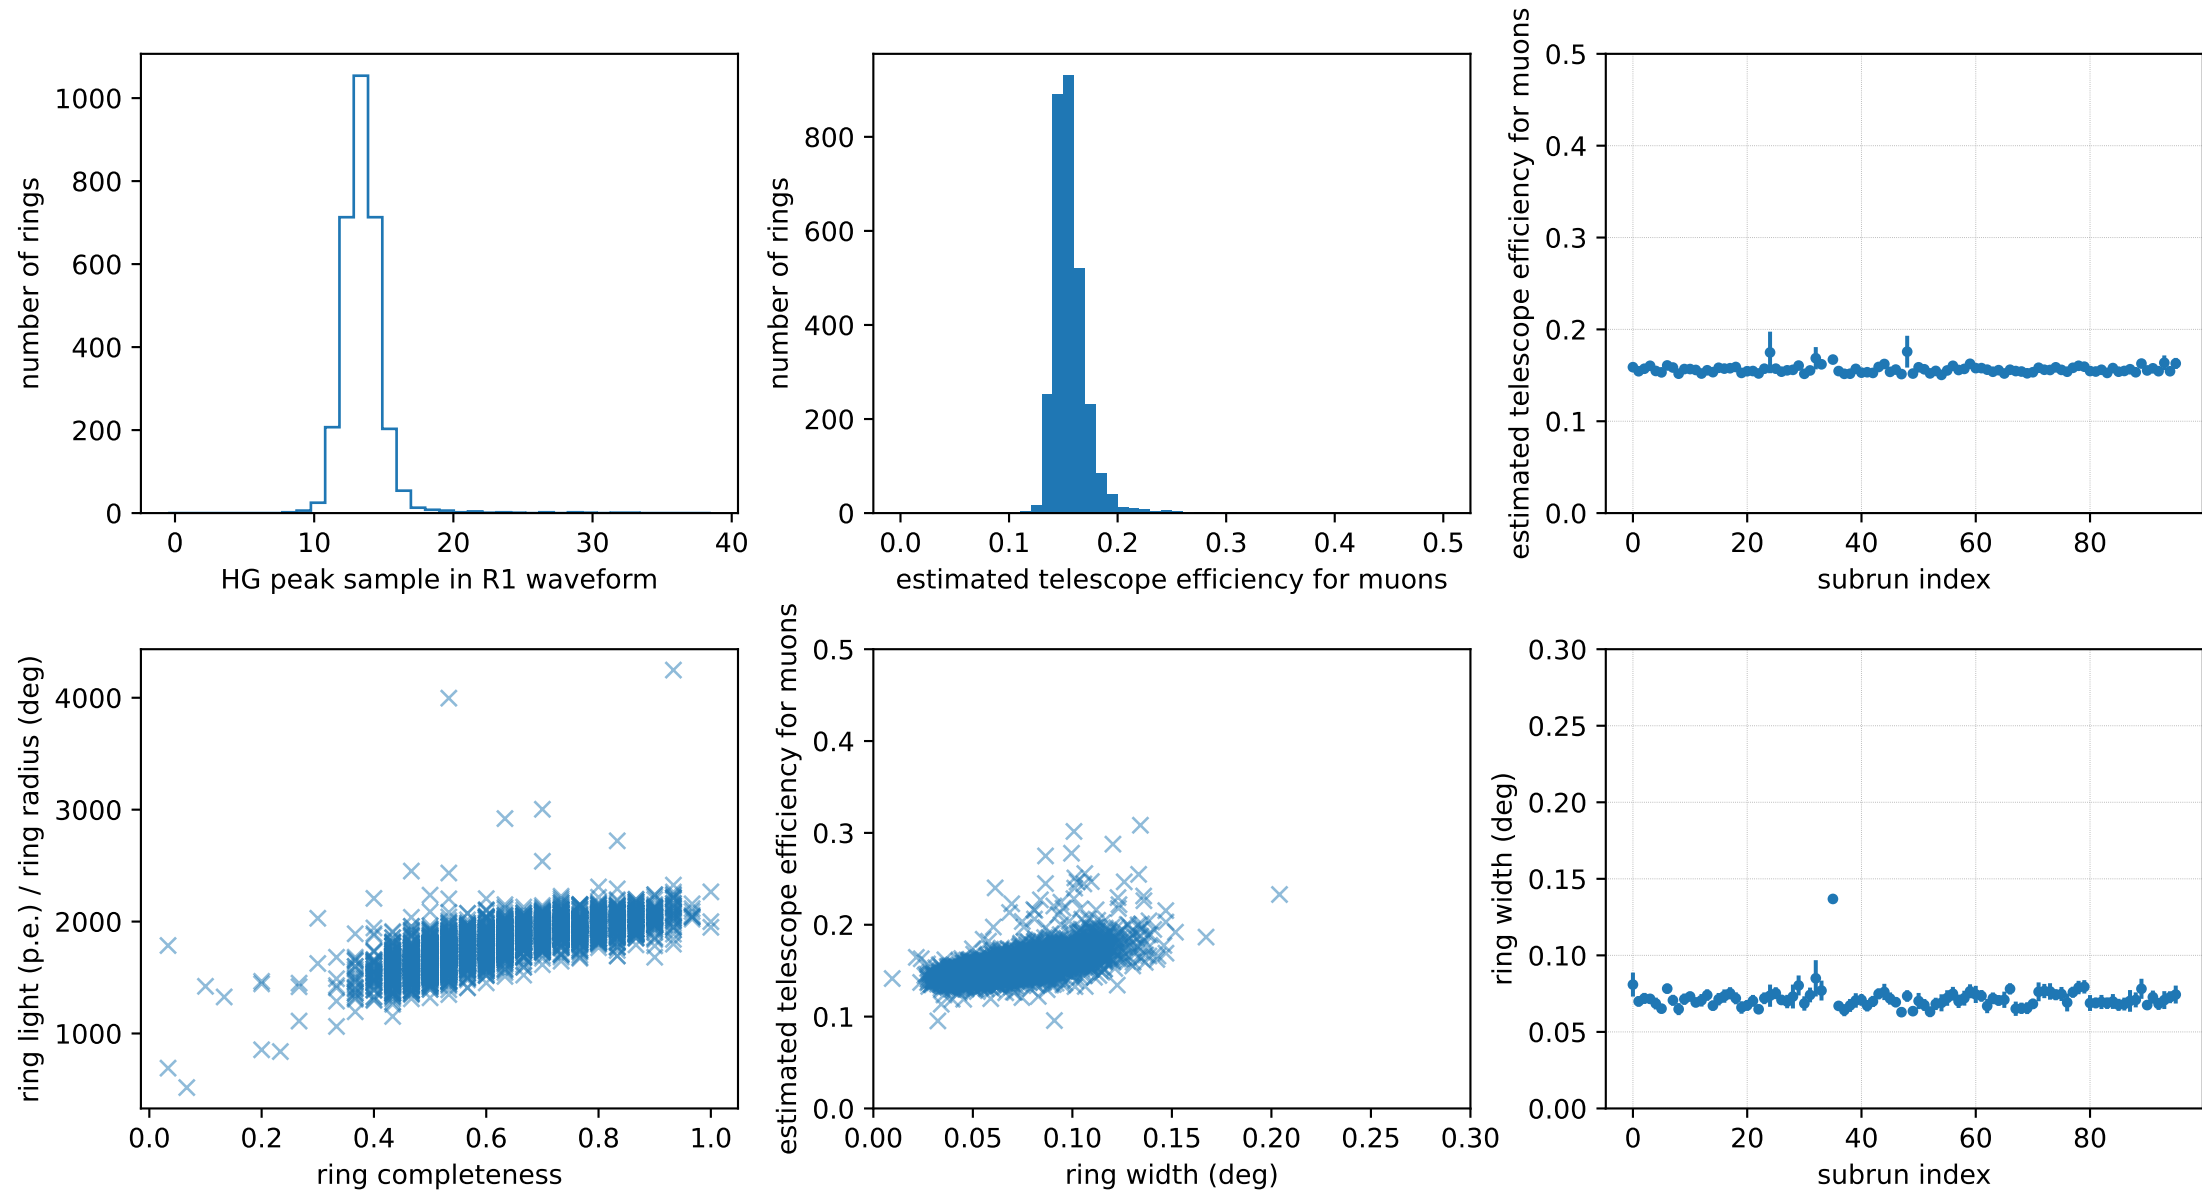 number of rings
1000
800
600
400
200
0
0 10 20 30 40
HG peak sample in R1 waveform
number of rings
800
600
400
200
0
0.0 0.1 0.2 0.3 0.4 0.5
estimated telescope efficiency for muons
estimated telescope efficiency for muons
0.5
0.4
0.3
0.2
0.1
0.0
0 20 40 60 80
subrun index
ring light (p.e.) / ring radius (deg)
4000
3000
2000
1000
0.0 0.2 0.4 0.6 0.8 1.0
ring completeness
estimated telescope efficiency for muons
0.5
0.4
0.3
0.2
0.1
0.0
0.00 0.05 0.10 0.15 0.20 0.25 0.30
ring width (deg)
ring width (deg)
0.30
0.25
0.20
0.15
0.10
0.05
0.00
0 20 40 60 80
subrun index